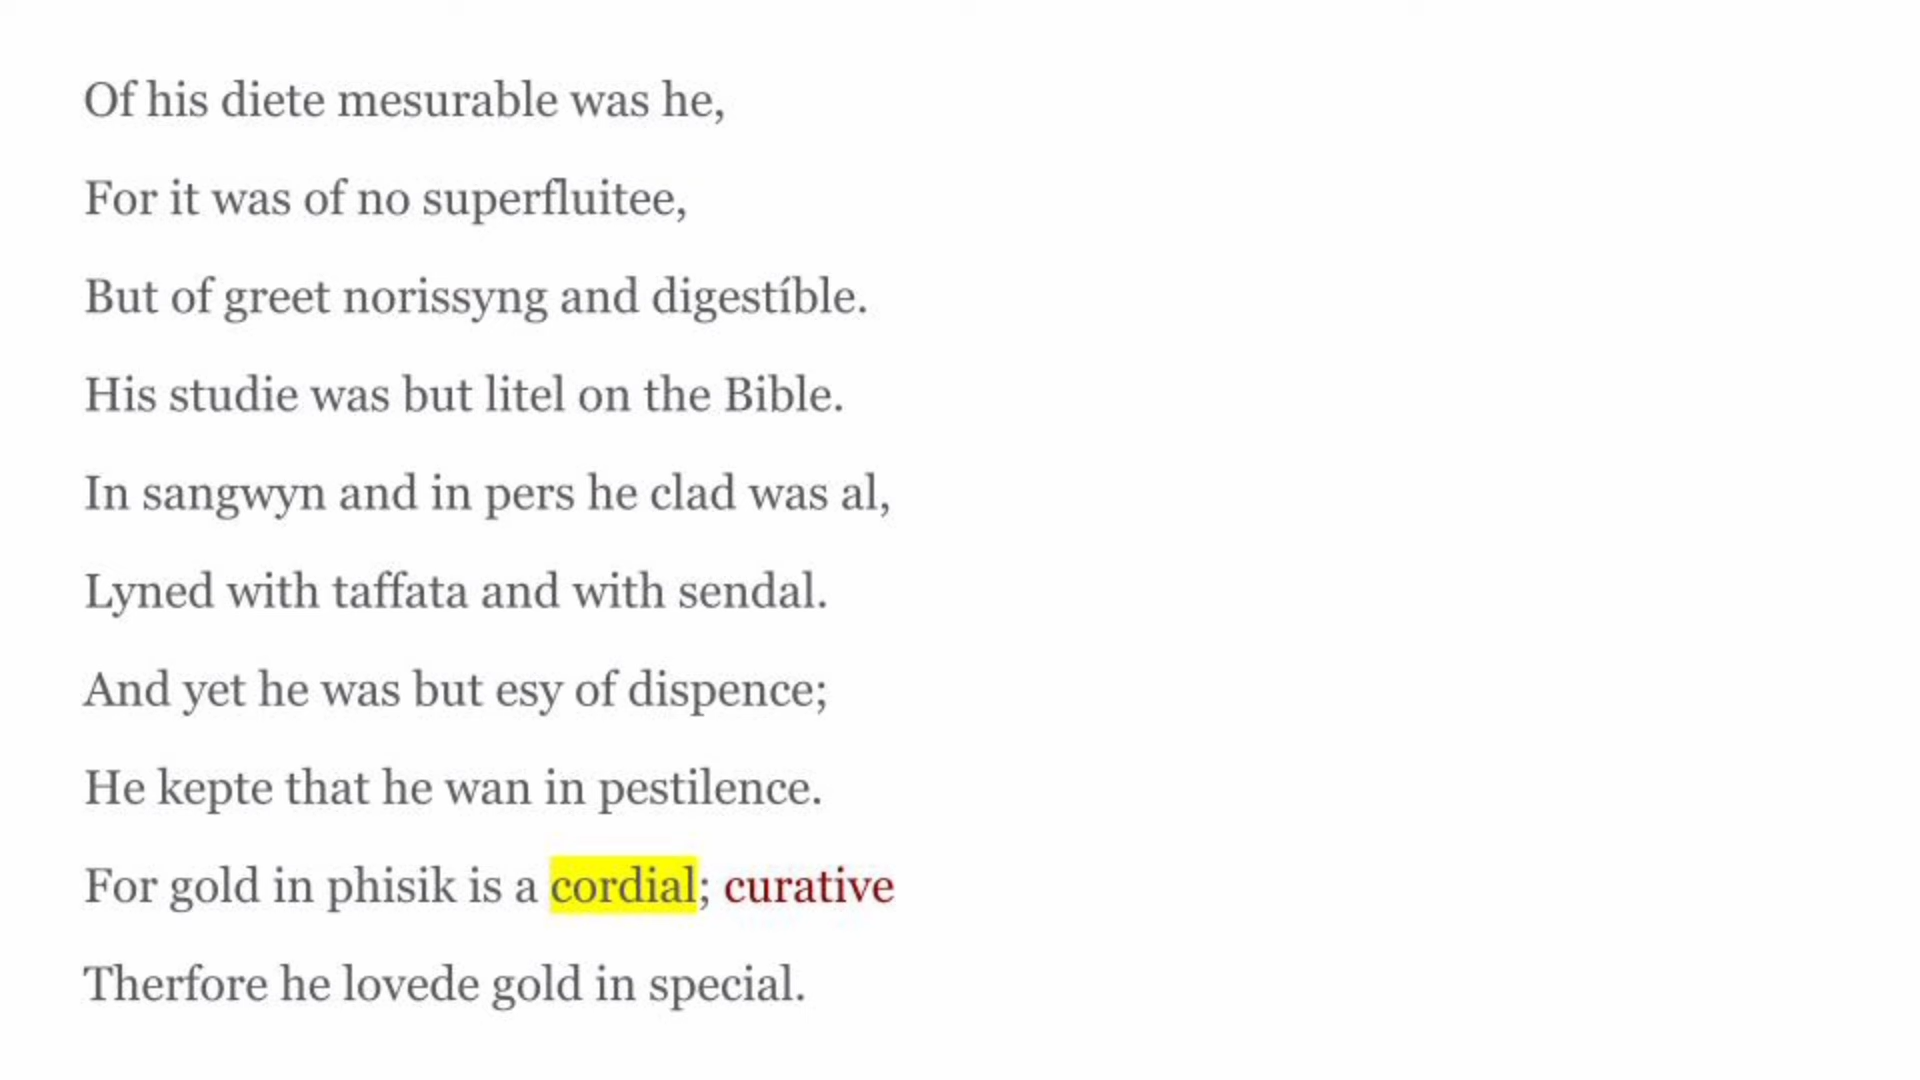 Of his diete mesurable was he,
For it was of no superfluitee,
But of greet norissyng and digestíble.
His studie was but litel on the Bible.
In sangwyn and in pers he clad was al,
Lyned with taffata and with sendal.
And yet he was but esy of dispence;
He kepte that he wan in pestilence.
For gold in phisik is a cordial; curative
Therfore he lovede gold in special.